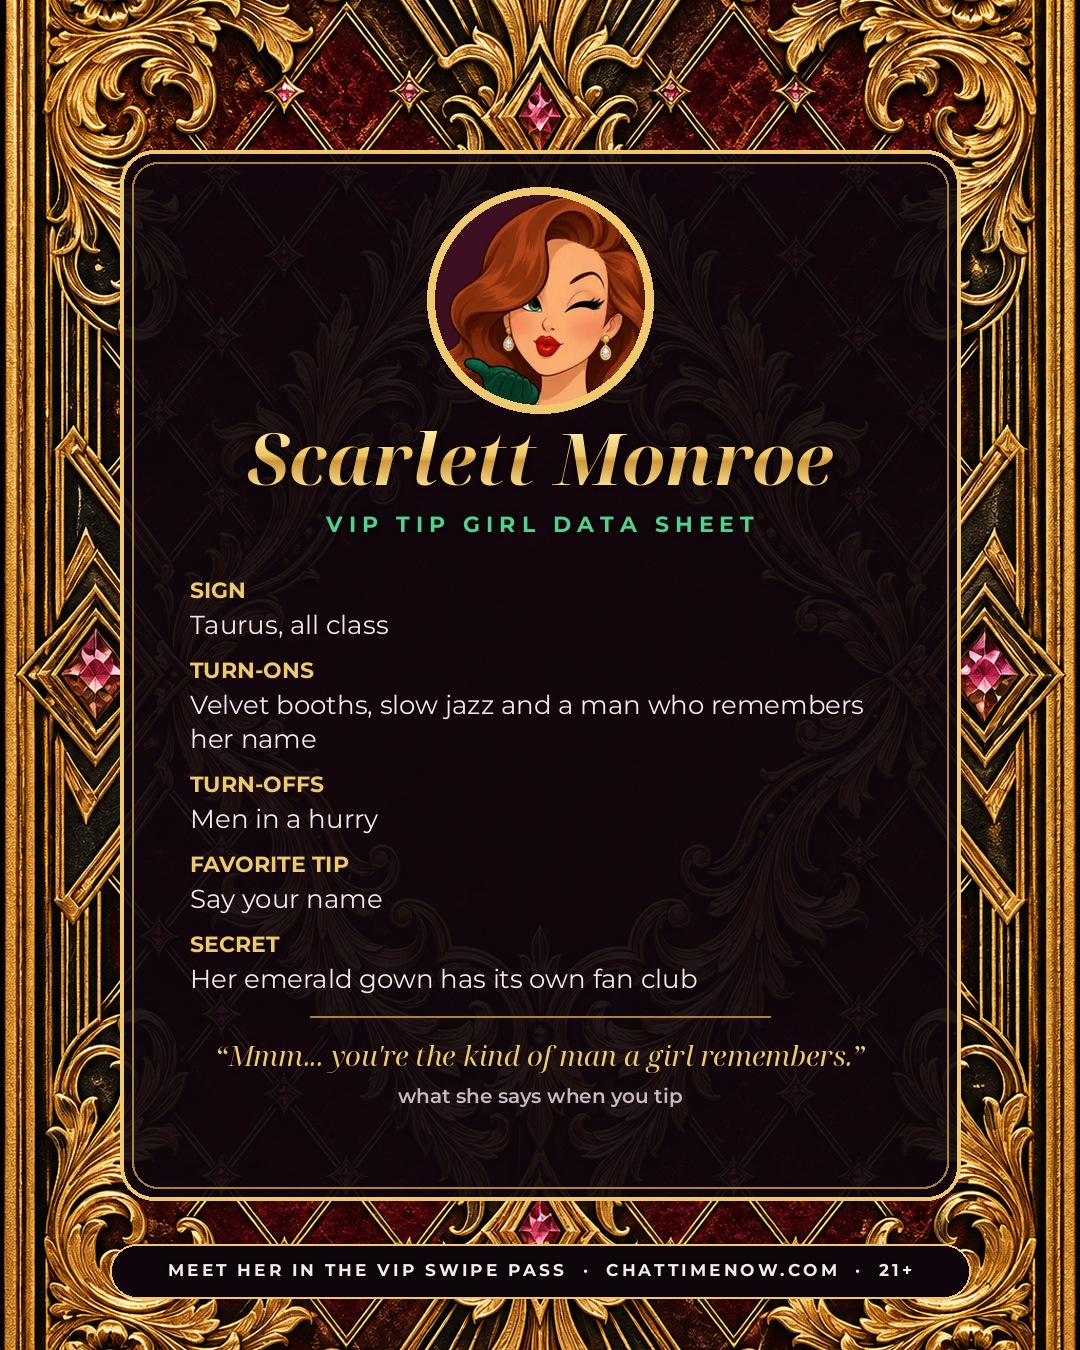 Scarlett Monroe
VIP TIP GIRL DATA SHEET
SIGN
Taurus, all class
TURN-ONS
Velvet booths, slow jazz and a man who remembers
her name
TURN-OFFS
Men in a hurry
FAVORITE TIP
Say your name
SECRET
Her emerald gown has its own fan club
“Mmm... you're the kind of man a girl remembers.”
what she says when you tip
MEET HER IN THE VIP SWIPE PASS · CHATTIMENOW.COM · 21+